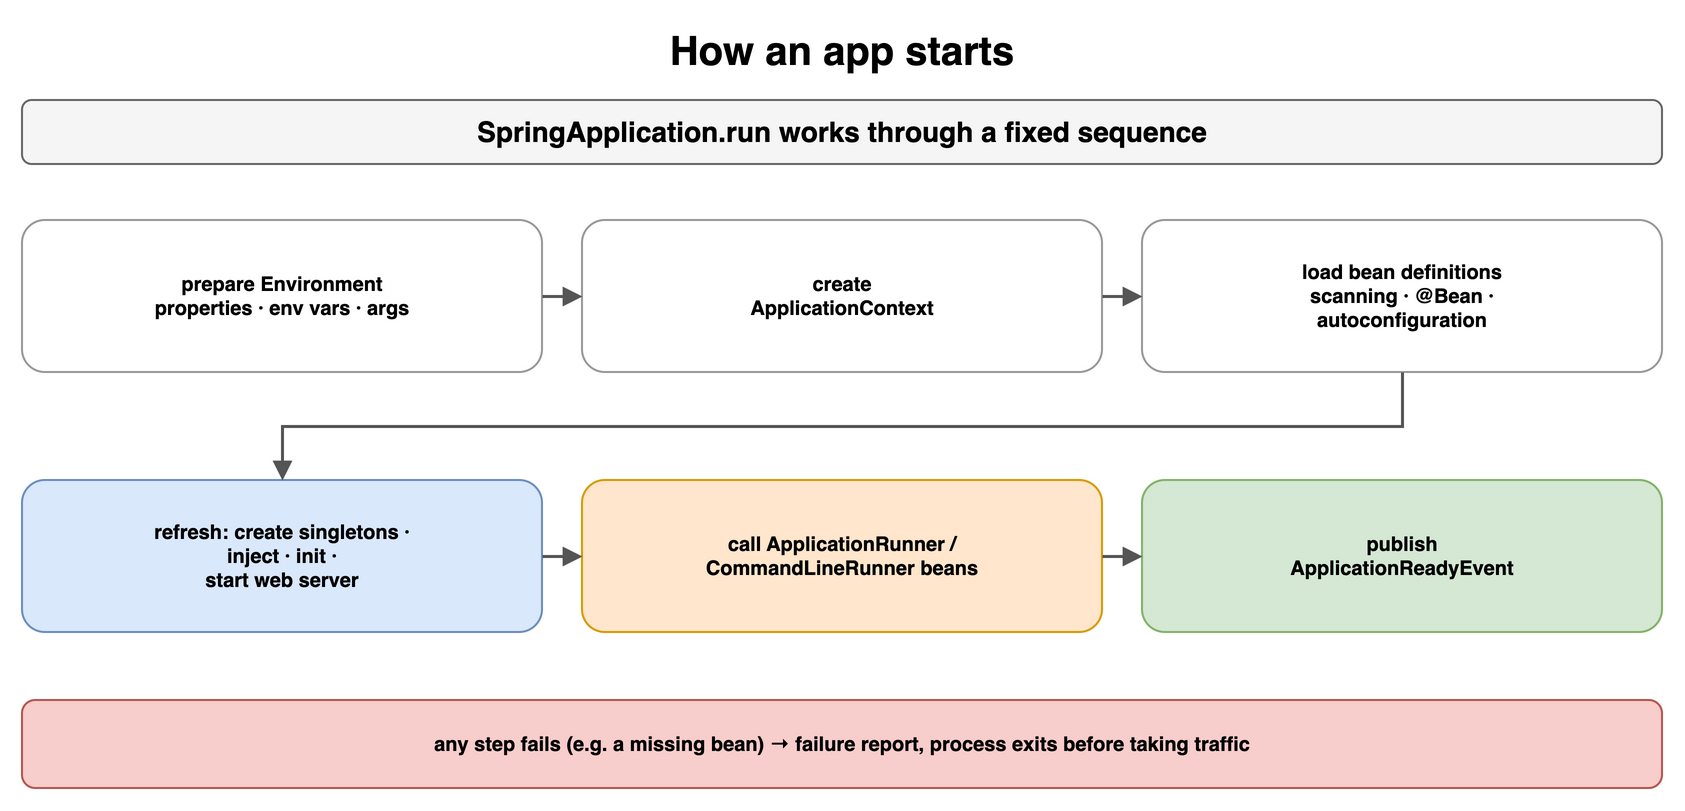 How an app starts
SpringApplication.run works through a fixed sequence
prepare Environment
properties · env vars · args
create
ApplicationContext
load bean definitions
scanning · @Bean ·
autoconfiguration
refresh: create singletons ·
inject · init ·
start web server
call ApplicationRunner /
CommandLineRunner beans
publish
ApplicationReadyEvent
any step fails (e.g. a missing bean) → failure report, process exits before taking traffic